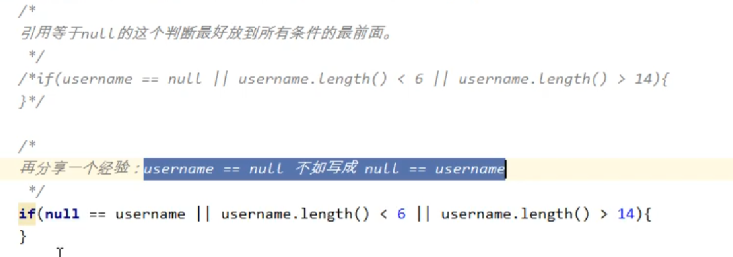 /*
引用等于null的这个判断最好放到所有条件的最前面。
*/
/*if(username == null || username.length() < 6 || username.length() > 14){
}*/
/*
再分享一个经验：username == null 不如写成 null == username
*/
if(null == username || username.length() < 6 || username.length() > 14){
}